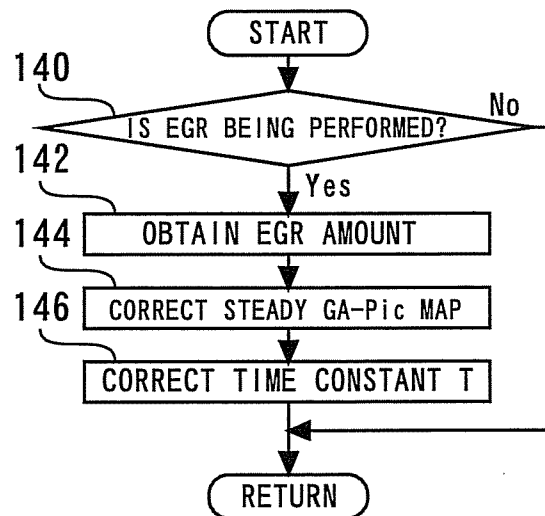 START
140
IS EGR BEING PERFORMED?
No
142
Yes
OBTAIN EGR AMOUNT
144
CORRECT STEADY GA-Pic MAP
146
CORRECT TIME CONSTANT T
RETURN